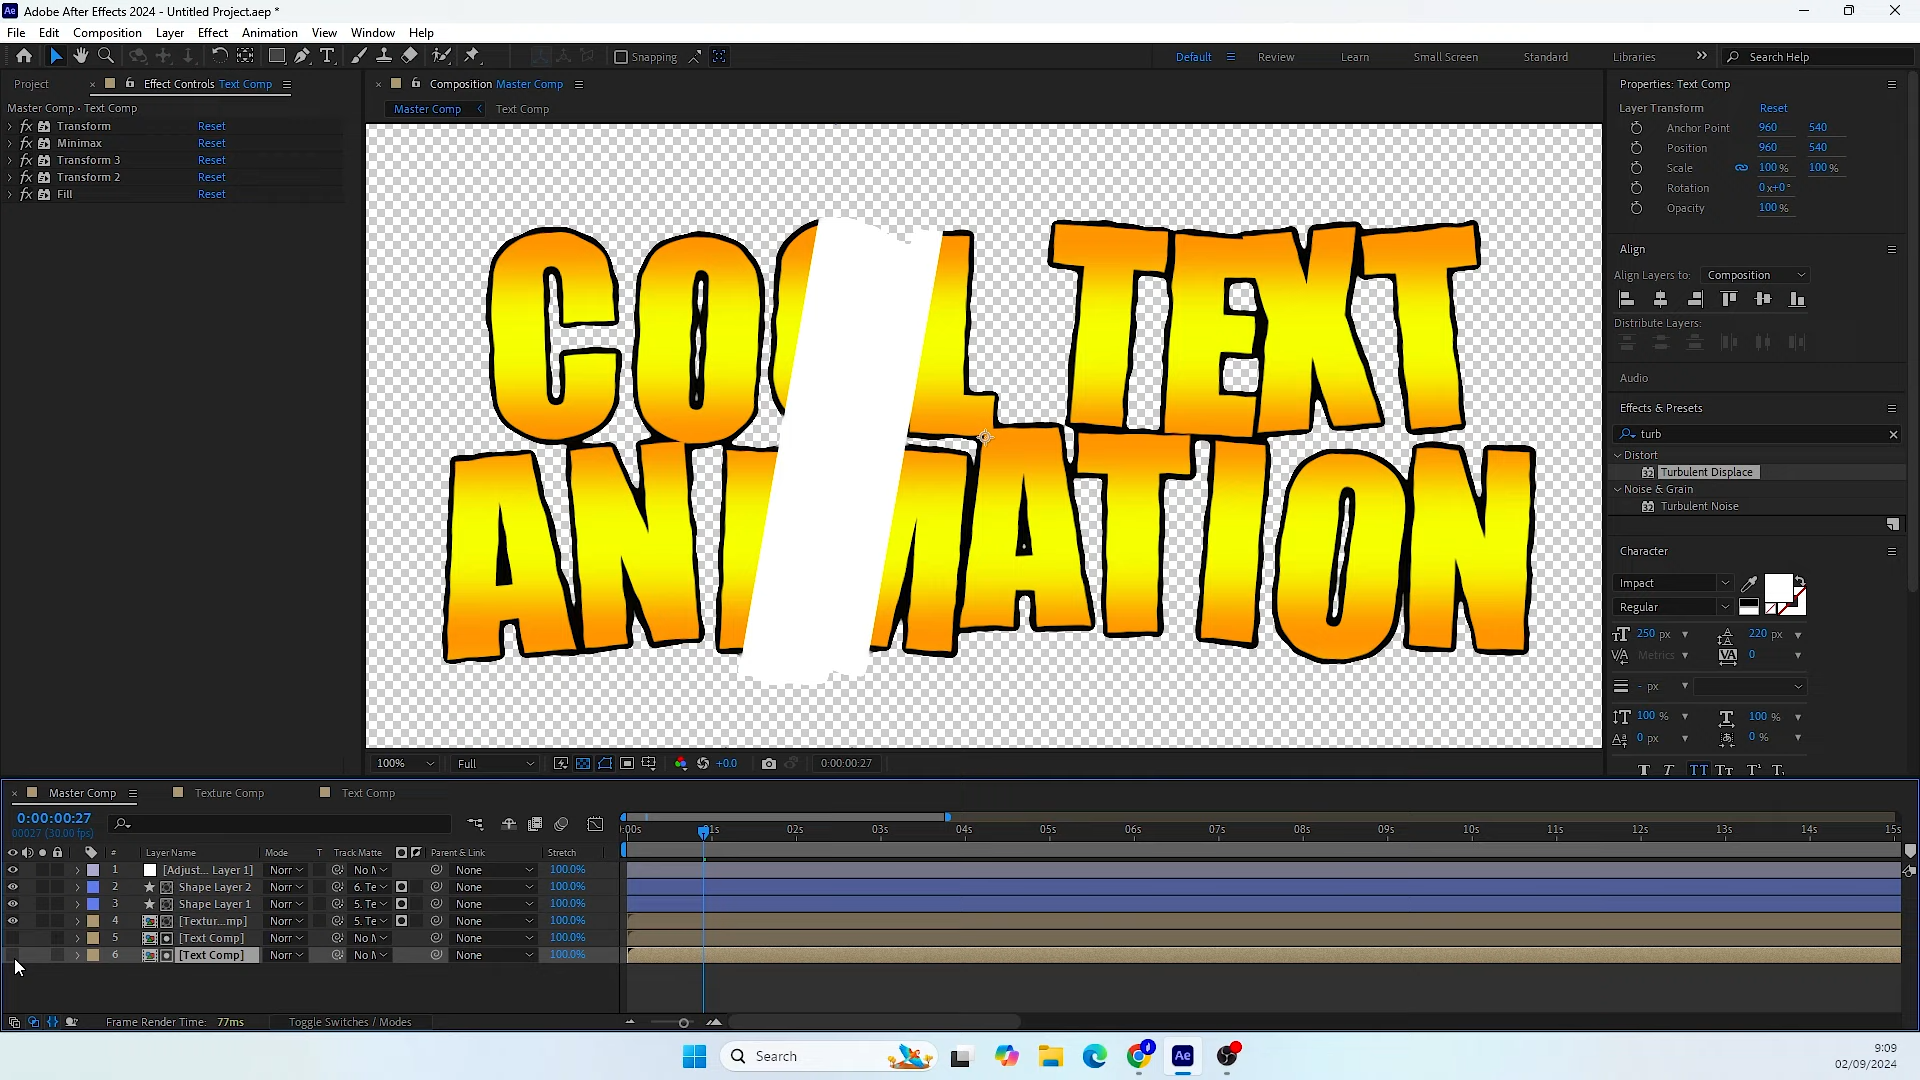 Adobe After Effects 2024 - Untitled Project.aep *
File Edit Composition Layer Effect Animation View Window Help
Snapping
Default Review Learn Small Screen Standard Libraries Search Help
Project Effect Controls Text Comp
Composition Master Comp
Properties: Text Comp
Master Comp • Text Comp
Master Comp Text Comp
Layer Transform Reset
fx Transform Reset
fx Minimax Reset
fx Transform 3 Reset
fx Transform 2 Reset
fx Fill Reset
Anchor Point 960 540
Position 960 540
Scale 100 % 100 %
Rotation 0x+0°
Opacity 100 %
COOL TEXT
ANIMATION
Align
Align Layers to: Composition
Distribute Layers:
Audio
Effects & Presets
turb
Distort
Turbulent Displace
Noise & Grain
Turbulent Noise
Character
Impact
Regular
250 px 220 px
Metrics 0
- px
100 % 100 %
0 px 0 %
100% Full +0.0 0:00:00:27
Master Comp Texture Comp Text Comp
0:00:00:27
00027 (30.00 fps)
:00s 01s 02s 03s 04s 05s 06s 07s 08s 09s 10s 11s 12s 13s 14s 15s
# Layer Name Mode T Track Matte Parent & Link Stretch
1 [Adjust... Layer 1] Norr No M None 100.0%
2 Shape Layer 2 Norr 6. Te None 100.0%
3 Shape Layer 1 Norr 5. Te None 100.0%
4 [Textur...mp] Norr 5. Te None 100.0%
5 [Text Comp] Norr No M None 100.0%
6 [Text Comp] Norr No M None 100.0%
Frame Render Time: 77ms Toggle Switches / Modes
Search
9:09
02/09/2024